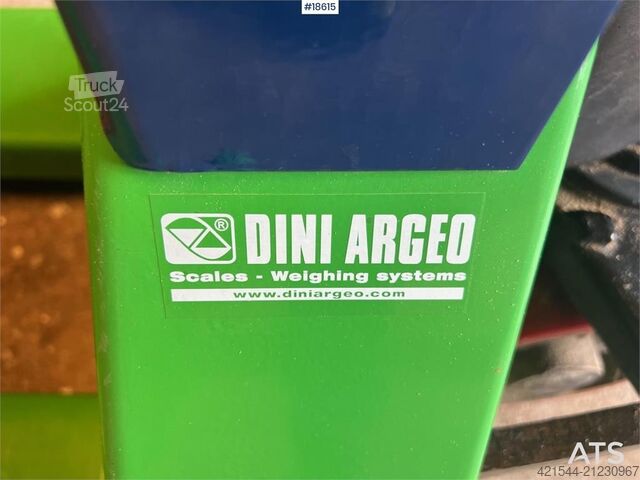 #18615
Truck
Scout24
®
DINI ARGEO
Scales - Weighing systems
www.diniargeo.com
ATS
421544-21230967